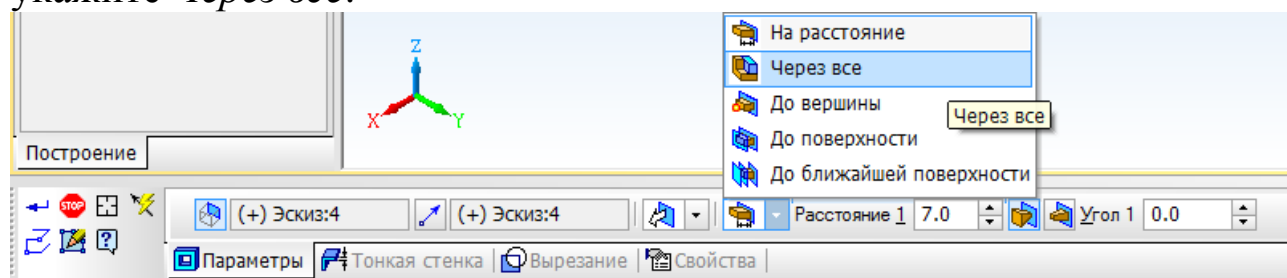 укажите Через все.
На расстояние
Через все
До вершины
Через все
До поверхности
До ближайшей поверхности
Z
X
Y
Построение
STOP
(+) Эскиз:4
(+) Эскиз:4
Расстояние 1 7.0
Угол 1 0.0
Параметры Тонкая стенка Вырезание Свойства